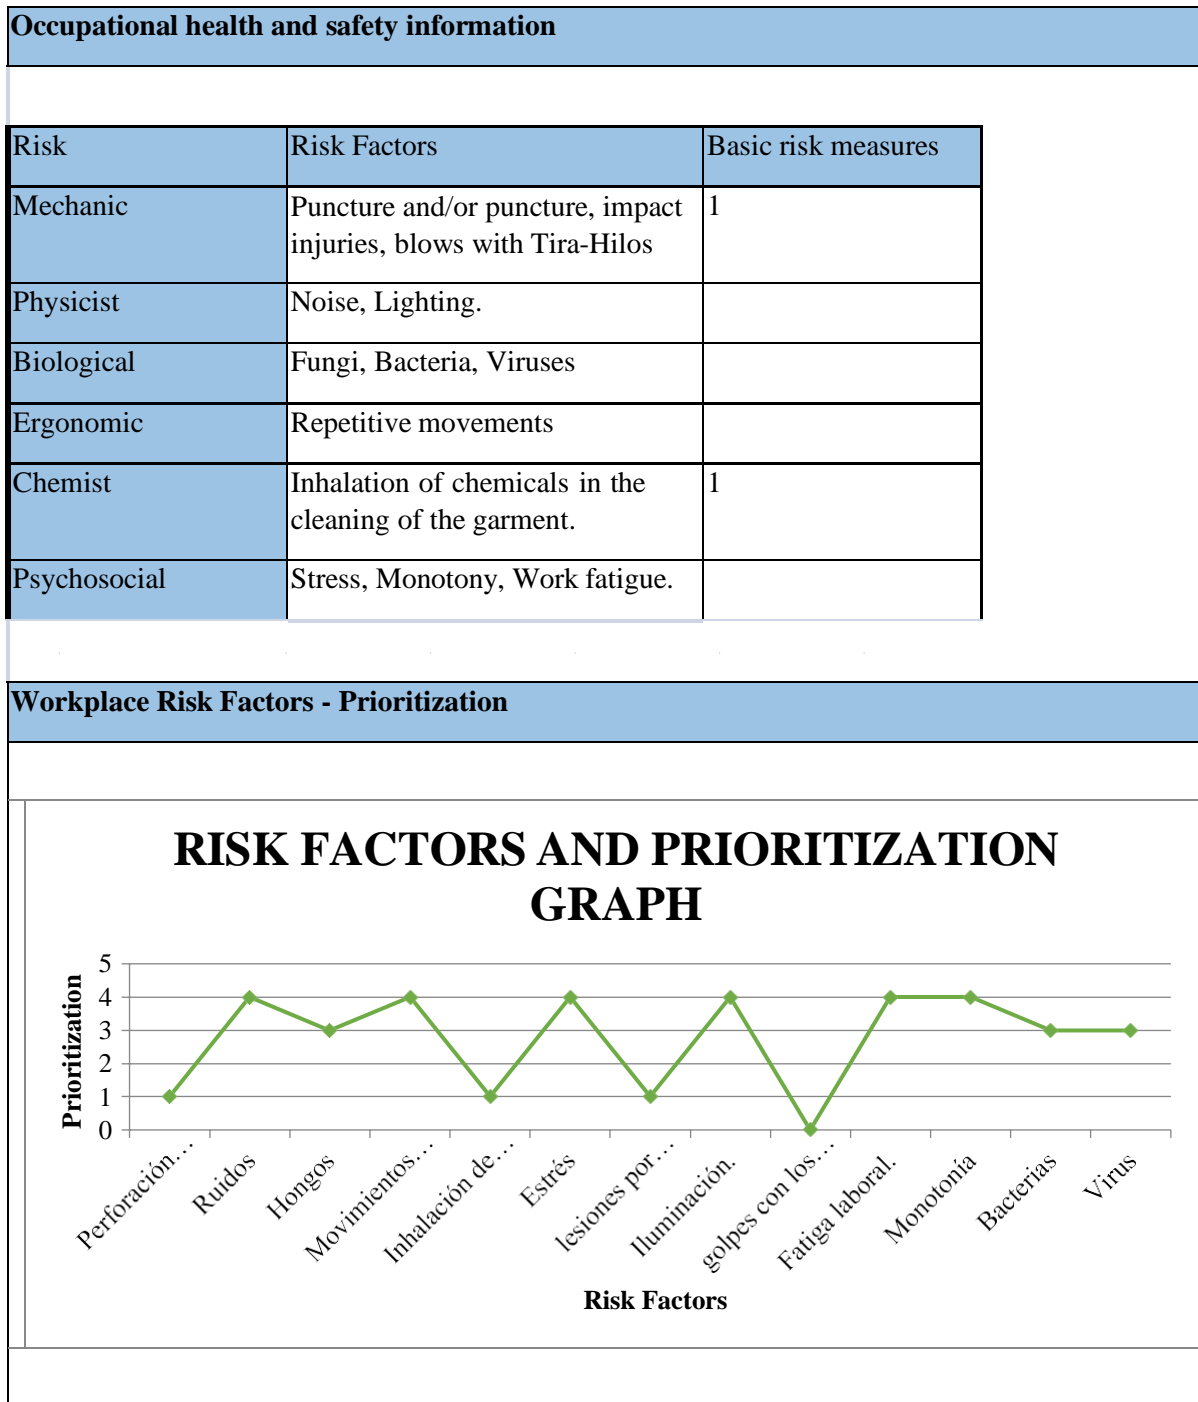 Occupational health and safety information
Risk Risk Factors Basic risk measures
Mechanic Puncture and/or puncture, impact 1
injuries, blows with Tira-Hilos
Physicist Noise, Lighting.
Biological Fungi, Bacteria, Viruses
Ergonomic Repetitive movements
Chemist Inhalation of chemicals in the 1
cleaning of the garment.
Psychosocial Stress, Monotony, Work fatigue.
Workplace Risk Factors - Prioritization
RISK FACTORS AND PRIORITIZATION
GRAPH
Prioritization
5
4
3
2
1
0
Perforación…
Ruidos
Hongos
Movimientos…
Inhalación de…
Estrés
lesiones por…
Iluminación.
golpes con los…
Fatiga laboral.
Monotonía
Bacterias
Virus
Risk Factors